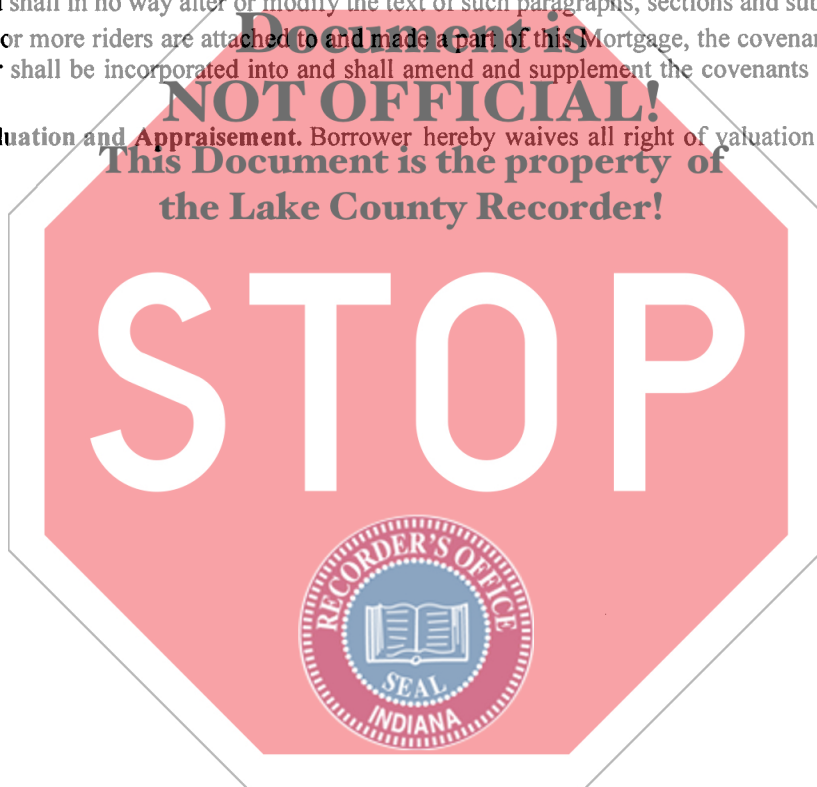 shall in no way alter or modify the text of such paragraphs, sections and sub
Document is
or more riders are attached to and made a part of this Mortgage, the covenan
shall be incorporated into and shall amend and supplement the covenants
NOT OFFICIAL!
luation and Appraisement. Borrower hereby waives all right of valuation
This Document is the property of
the Lake County Recorder!
STOP
RECORDER'S OFFICE
SEAL
INDIANA